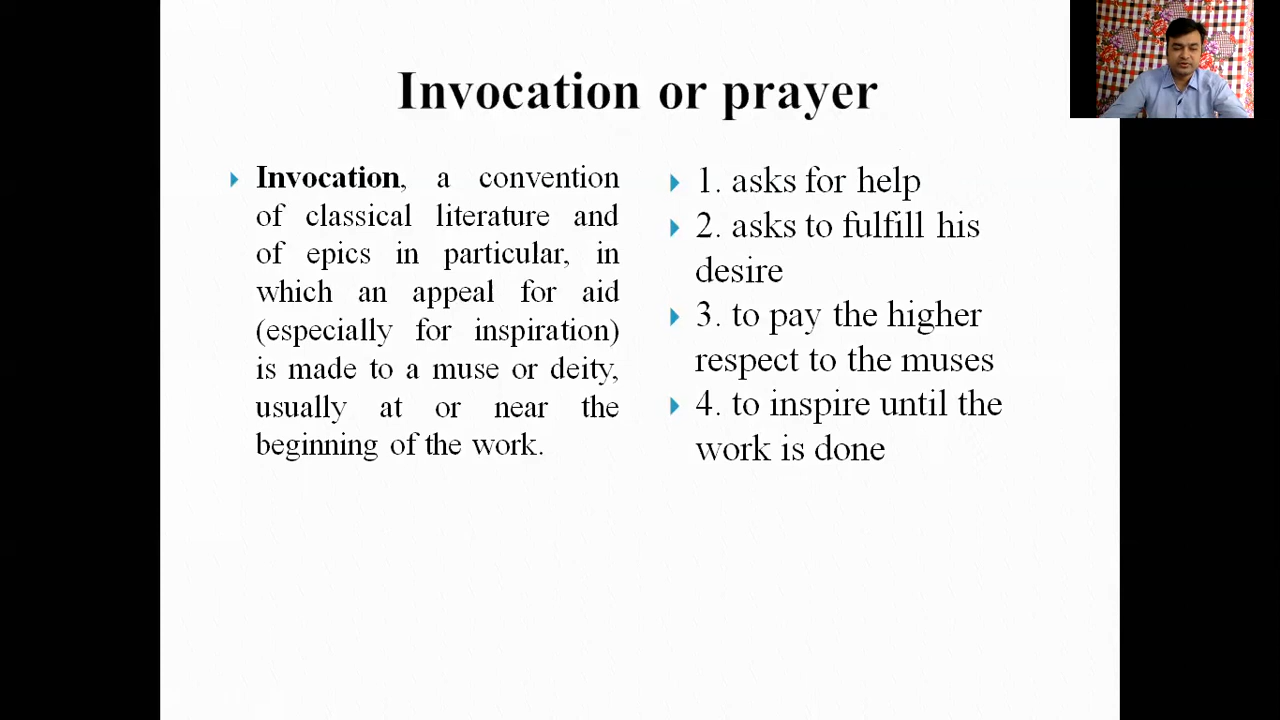 Invocation or prayer
Invocation, a convention
of classical literature and
of epics in particular, in
which an appeal for aid
(especially for inspiration)
is made to a muse or deity,
usually at or near the
beginning of the work.
1. asks for help
2. asks to fulfill his
desire
3. to pay the higher
respect to the muses
4. to inspire until the
work is done